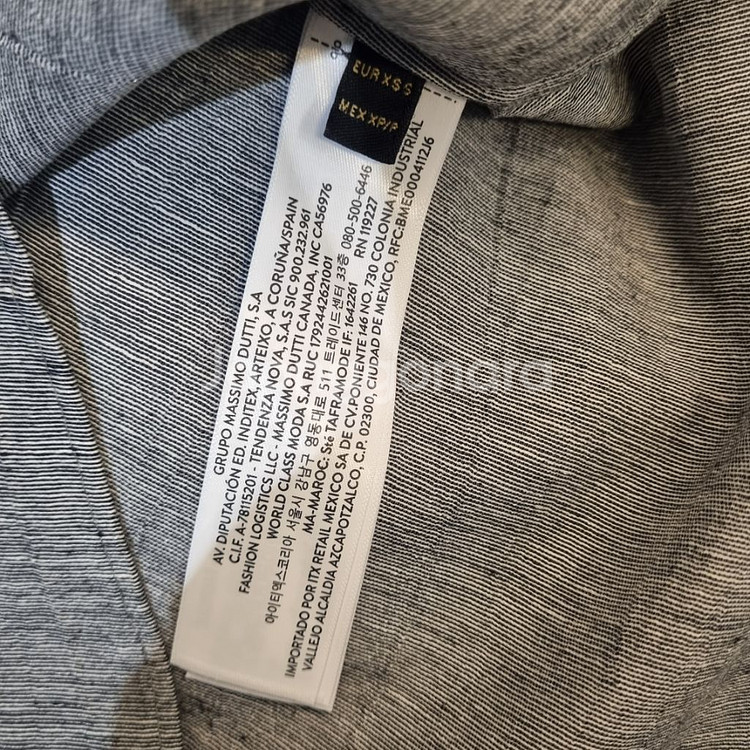 EUR XS S
MEX XP/P
GRUPO MASSIMO DUTTI, S.A
AV. DIPUTACIÓN ED. INDITEX, ARTEIXO, A CORUÑA/SPAIN
C.I.F. A-78115201 - TENDENZA NOVA, S.A.S SIC 900.232.961
FASHION LOGISTICS LLC - MASSIMO DUTTI CANADA, INC CA56976
WORLD CLASS MODA S.A RUC 1792442621001
아이티엑스코리아 서울시 강남구 영동대로 511 트레이드센터 33층 080-500-6446
MA-MAROC: Sté TAFRAMO DE IF: 1642261 RN 119227
IMPORTADO POR ITX RETAIL MEXICO SA DE CV.PONIENTE 146 NO. 730 COLONIA INDUSTRIAL
VALLEJO ALCALDIA AZCAPOTZALCO, C.P. 02300, CIUDAD DE MEXICO, RFC:BME0004112J6